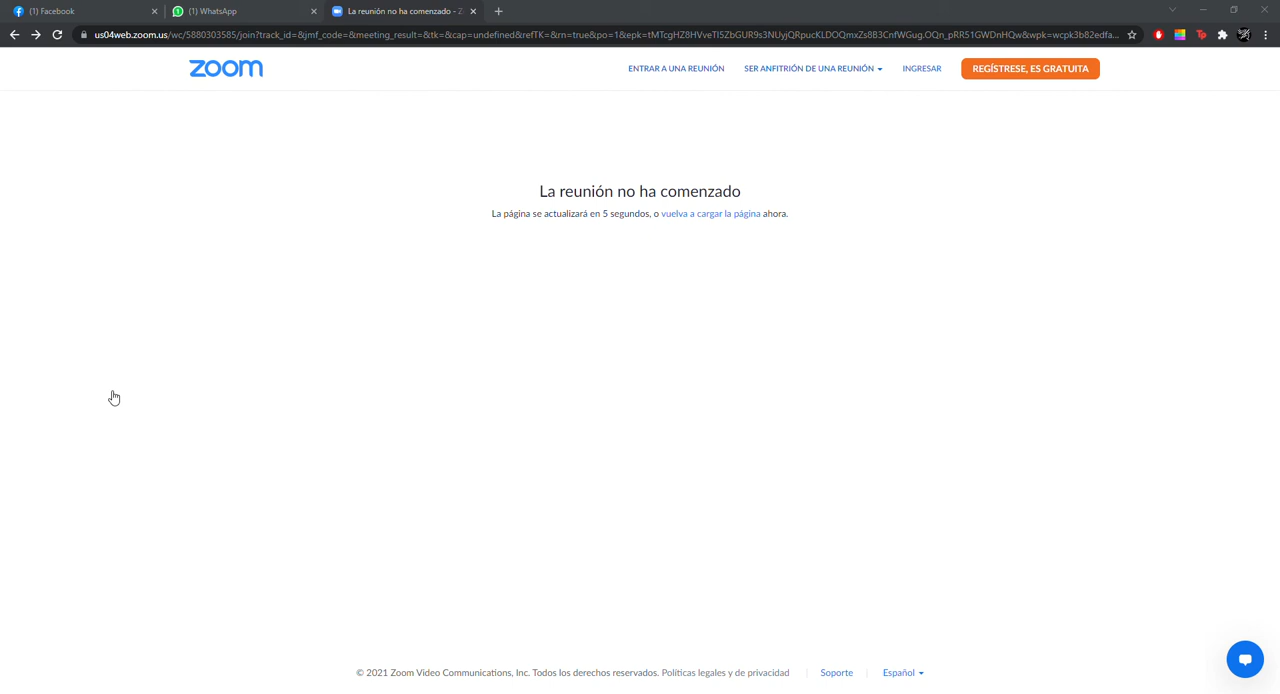 (1) Facebook
(1) WhatsApp
La reunión no ha comenzado - Z
us04web.zoom.us/wc/5880303585/join?track_id=&jmf_code=&meeting_result=&tk=&cap=undefined&refTK=&rn=true&po=1&epk=tMTcgHZ8HVveTI5ZbGUR9s3NUyjQRpucKLDOQmxZs8B3CnfWGug.OQn_pRR51GWDnHQw&wpk=wcpk3b82edfa...
zoom
ENTRAR A UNA REUNIÓN
SER ANFITRIÓN DE UNA REUNIÓN
INGRESAR
REGÍSTRESE, ES GRATUITA
La reunión no ha comenzado
La página se actualizará en 5 segundos, o vuelva a cargar la página ahora.
© 2021 Zoom Video Communications, Inc. Todos los derechos reservados. Políticas legales y de privacidad
Soporte
Español